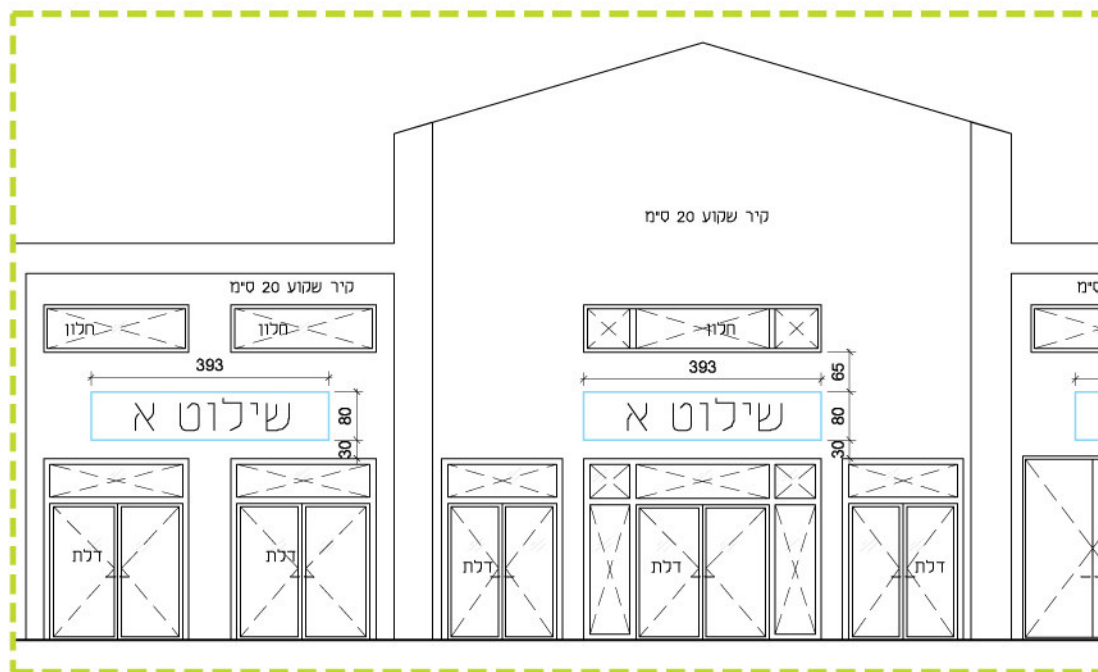 קיר שקוע 20 ס"מ
קיר שקוע 20 ס"מ
ס"מ
חלון
חלון
חלון
393
393
65
שילוט א
80
שילוט א
80
30
30
דלת
דלת
דלת
דלת
דלת